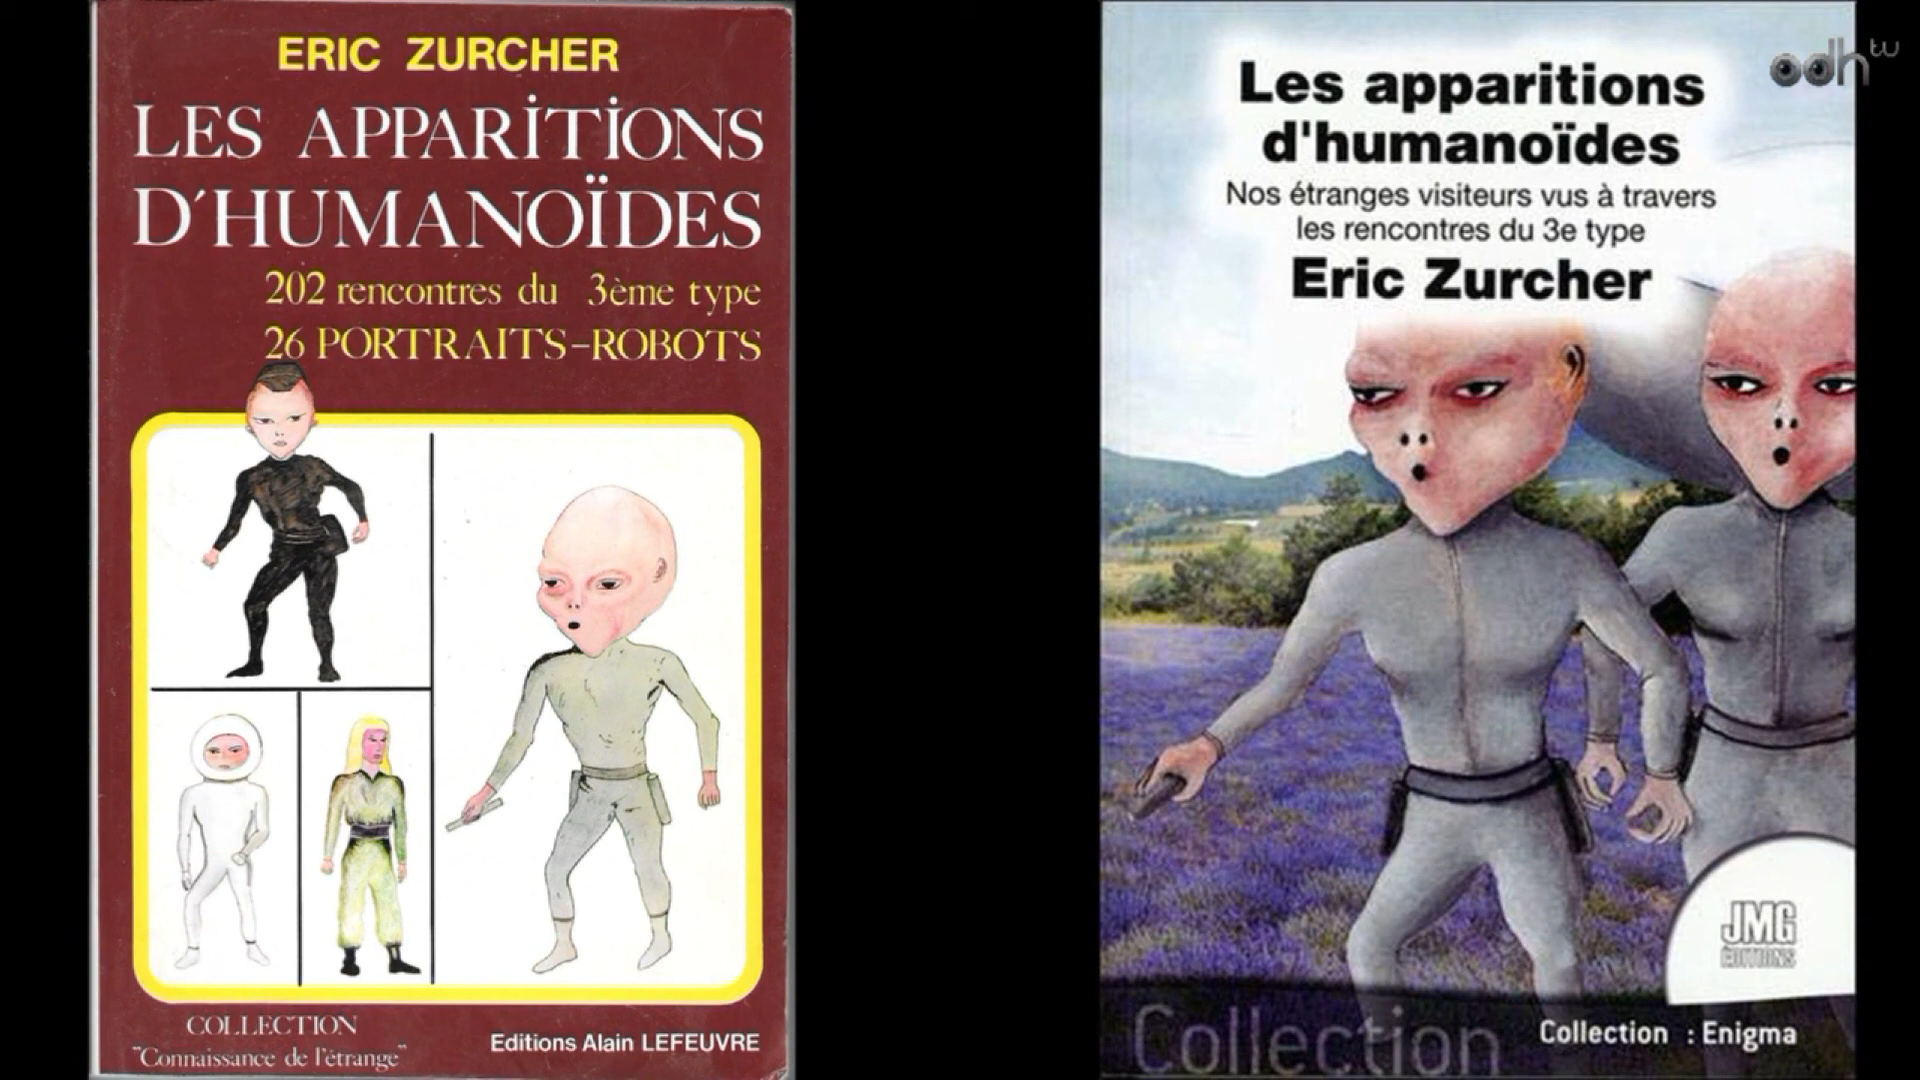 ERIC ZURCHER
LES APPARITIONS
D'HUMANOÏDES
202 rencontres du 3ème type
26 PORTRAITS-ROBOTS
COLLECTION
"Connaissance de l'étrange"
Editions Alain LEFEUVRE
Les apparitions
d'humanoïdes
Nos étranges visiteurs vus à travers
les rencontres du 3e type
Eric Zurcher
JMG
ÉDITIONS
Collection
Collection : Enigma
odh tv